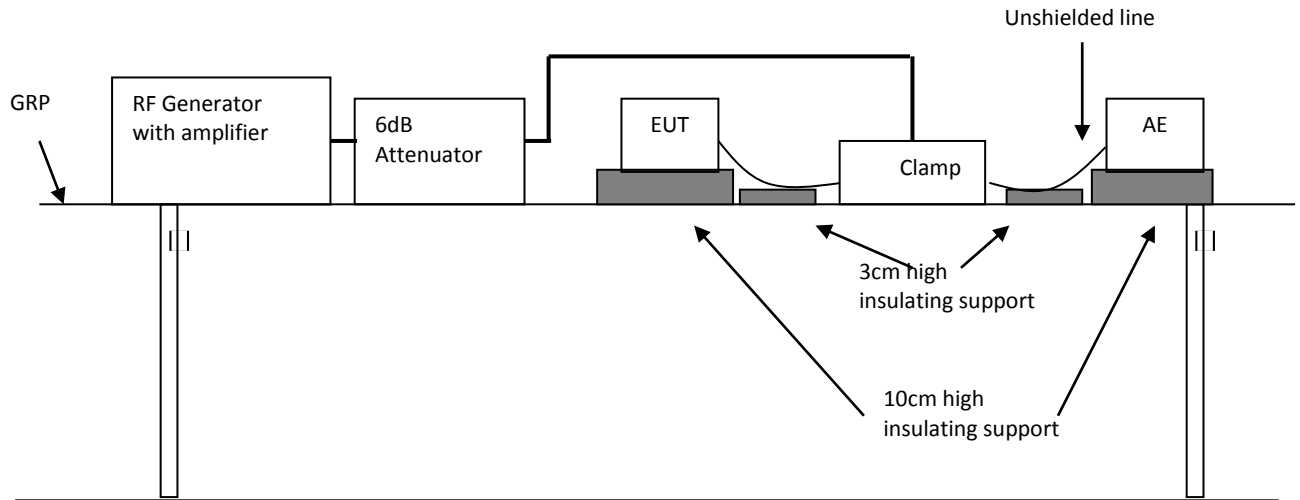 Unshielded line
GRP
RF Generator
with amplifier
6dB
Attenuator
EUT
Clamp
AE
3cm high
insulating support
10cm high
insulating support